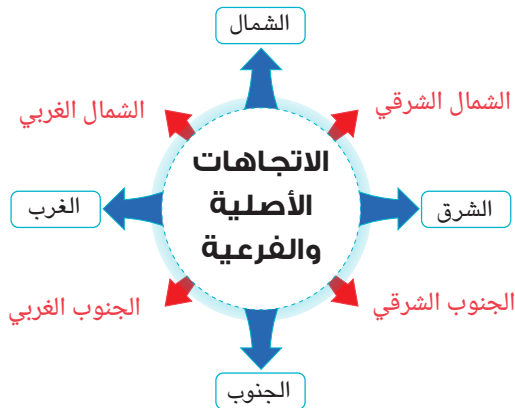 الشمال
الشمال الشرقي
الشمال الغربي
الاتجاهات
الأصلية
والفرعية
الشرق
الغرب
الجنوب الشرقي
الجنوب الغربي
الجنوب